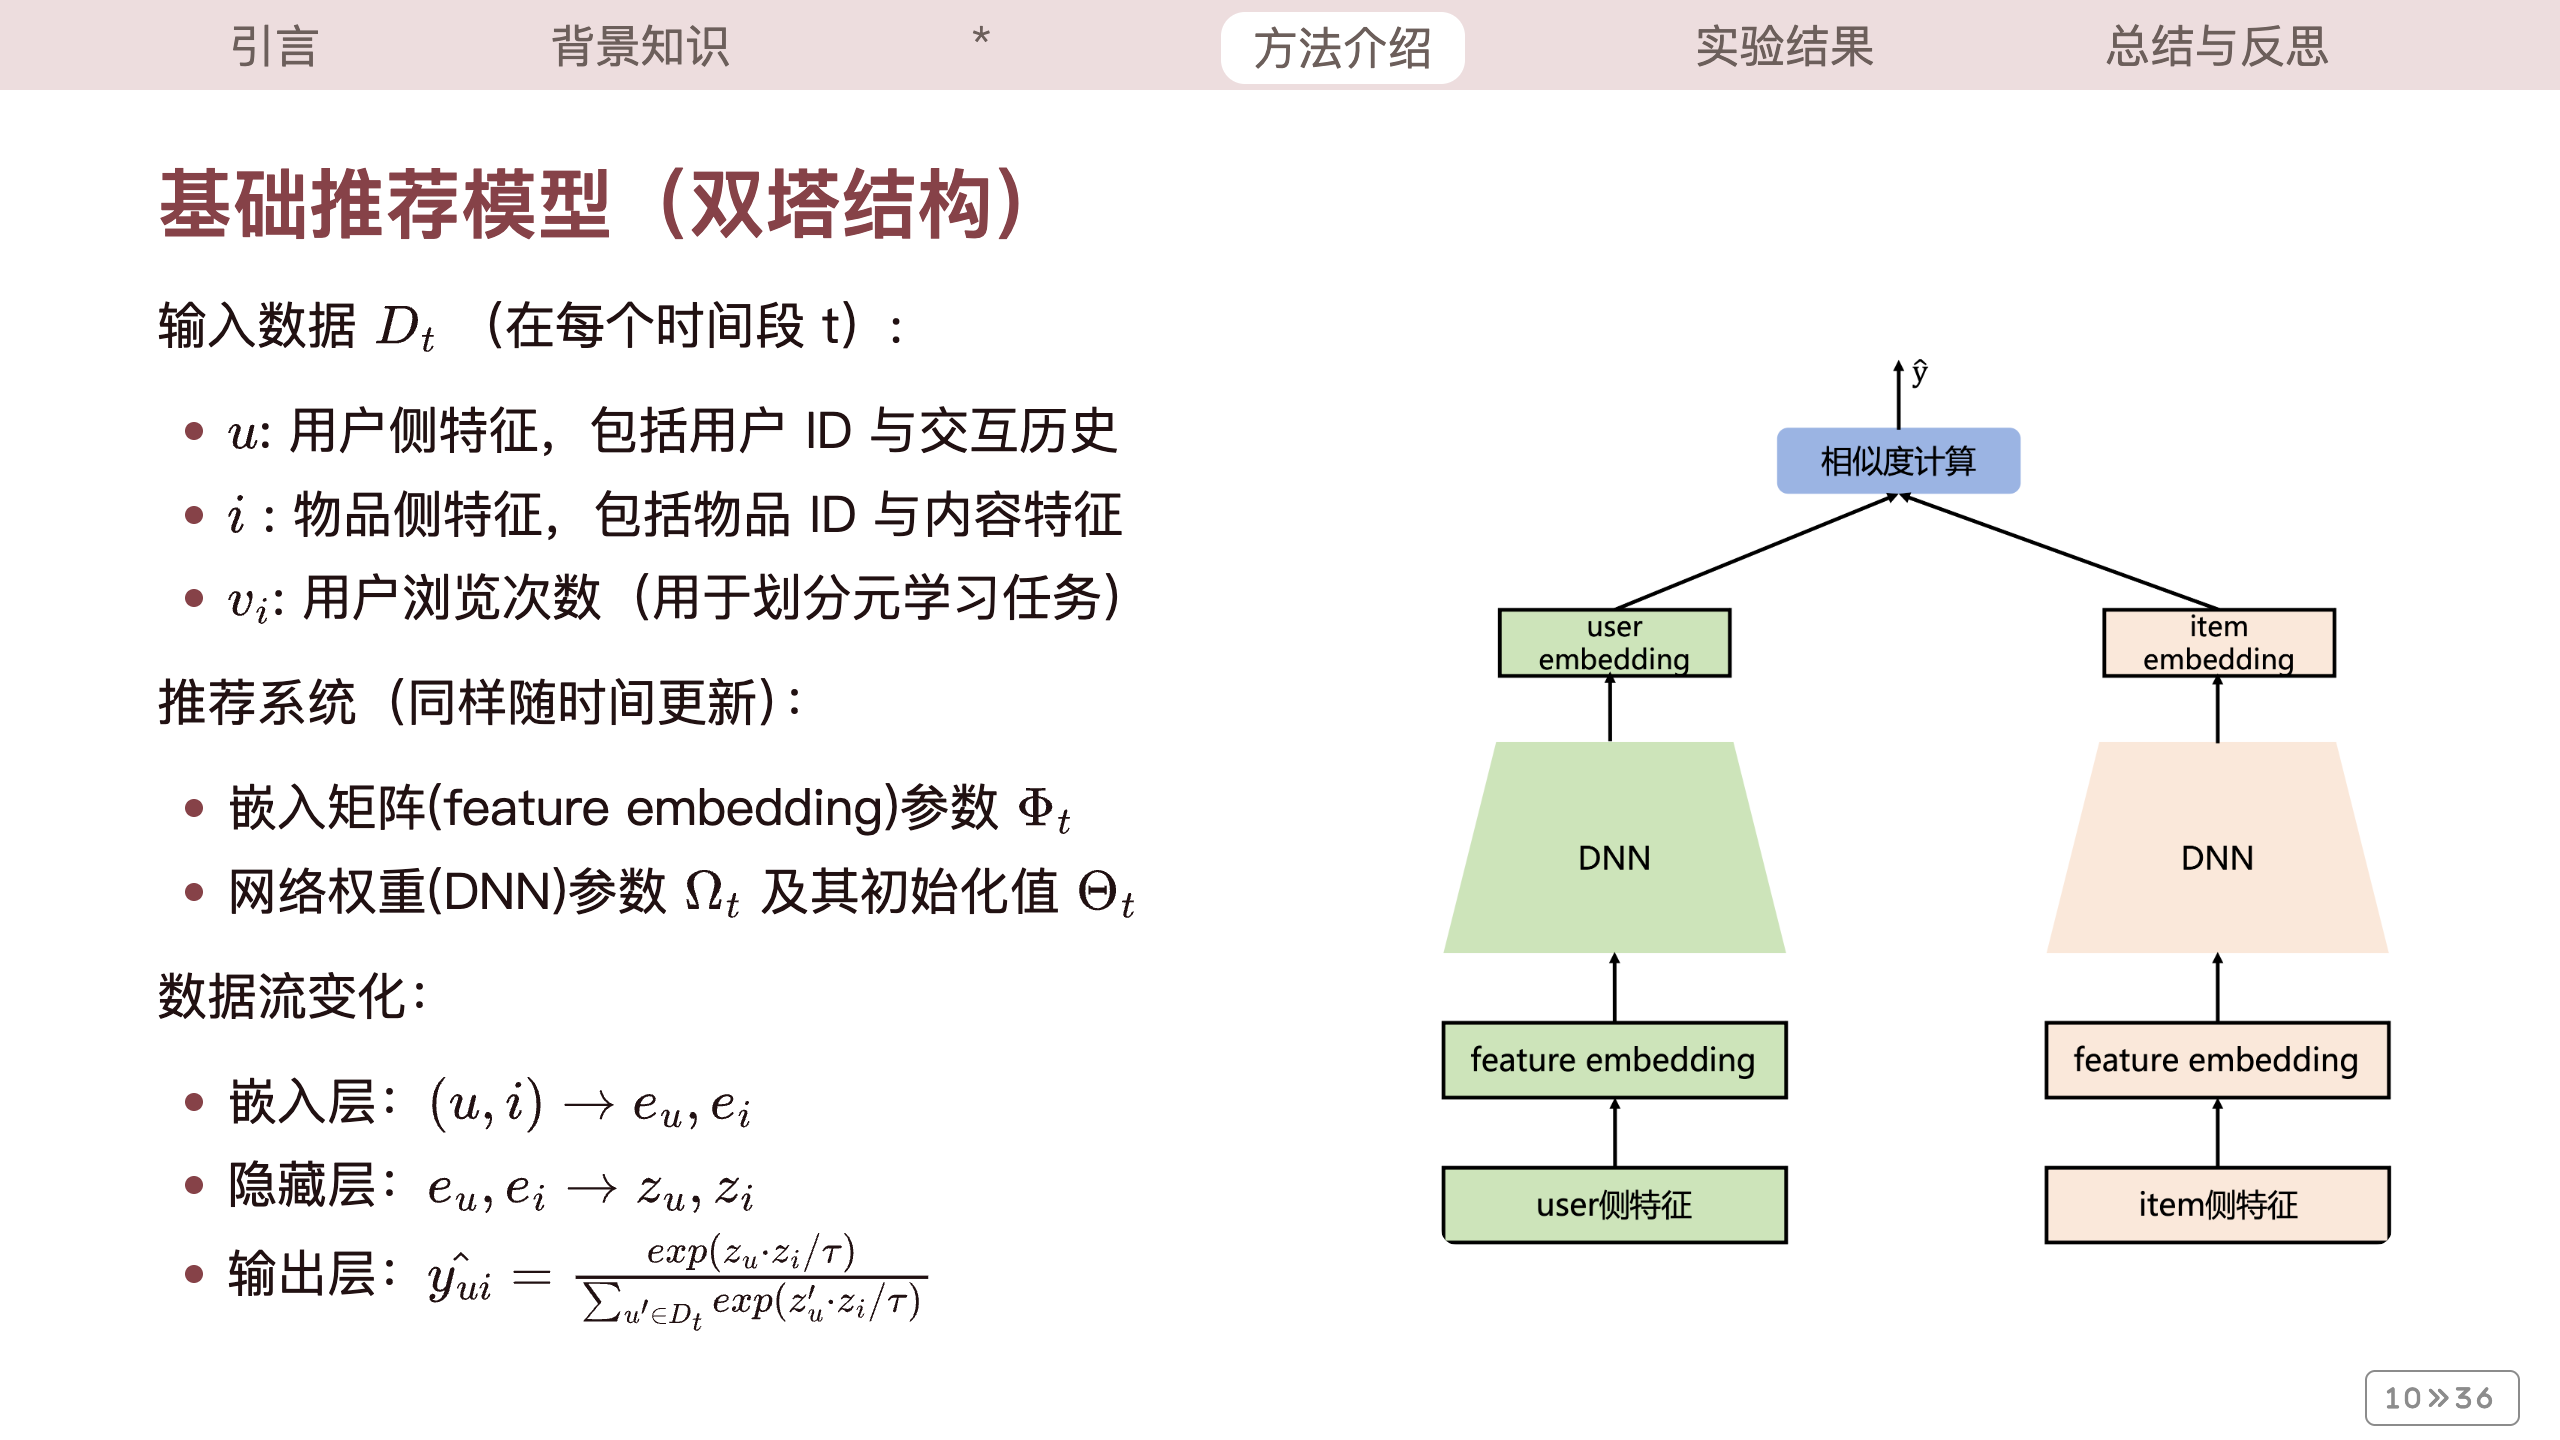 引言 背景知识 * 方法介绍 实验结果 总结与反思
基础推荐模型（双塔结构）
输入数据 D_t （在每个时间段 t）：
• u: 用户侧特征，包括用户 ID 与交互历史
• i : 物品侧特征，包括物品 ID 与内容特征
• v_i: 用户浏览次数（用于划分元学习任务）
推荐系统（同样随时间更新）：
• 嵌入矩阵(feature embedding)参数 Φ_t
• 网络权重(DNN)参数 Ω_t 及其初始化值 Θ_t
数据流变化：
• 嵌入层：(u, i) → e_u, e_i
• 隐藏层：e_u, e_i → z_u, z_i
• 输出层：ŷ_{ui} = \frac{exp(z_u·z_i/τ)}{∑_{u'∈D_t} exp(z'_u·z_i/τ)}
ŷ
相似度计算
user
embedding
item
embedding
DNN
DNN
feature embedding
feature embedding
user侧特征
item侧特征
10»36